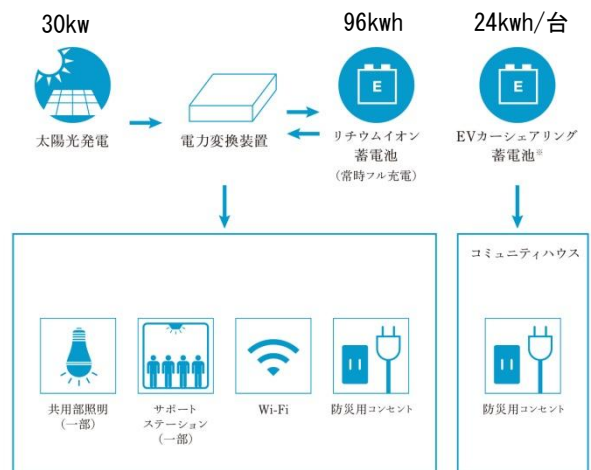 30kw
96kwh
24kwh/台
E
E
太陽光発電
電力変換装置
リチウムイオン
蓄電池
(常時フル充電)
EVカーシェアリング
蓄電池※
コミュニティハウス
共用部照明
(一部)
サポート
ステーション
(一部)
Wi-Fi
防災用コンセント
防災用コンセント